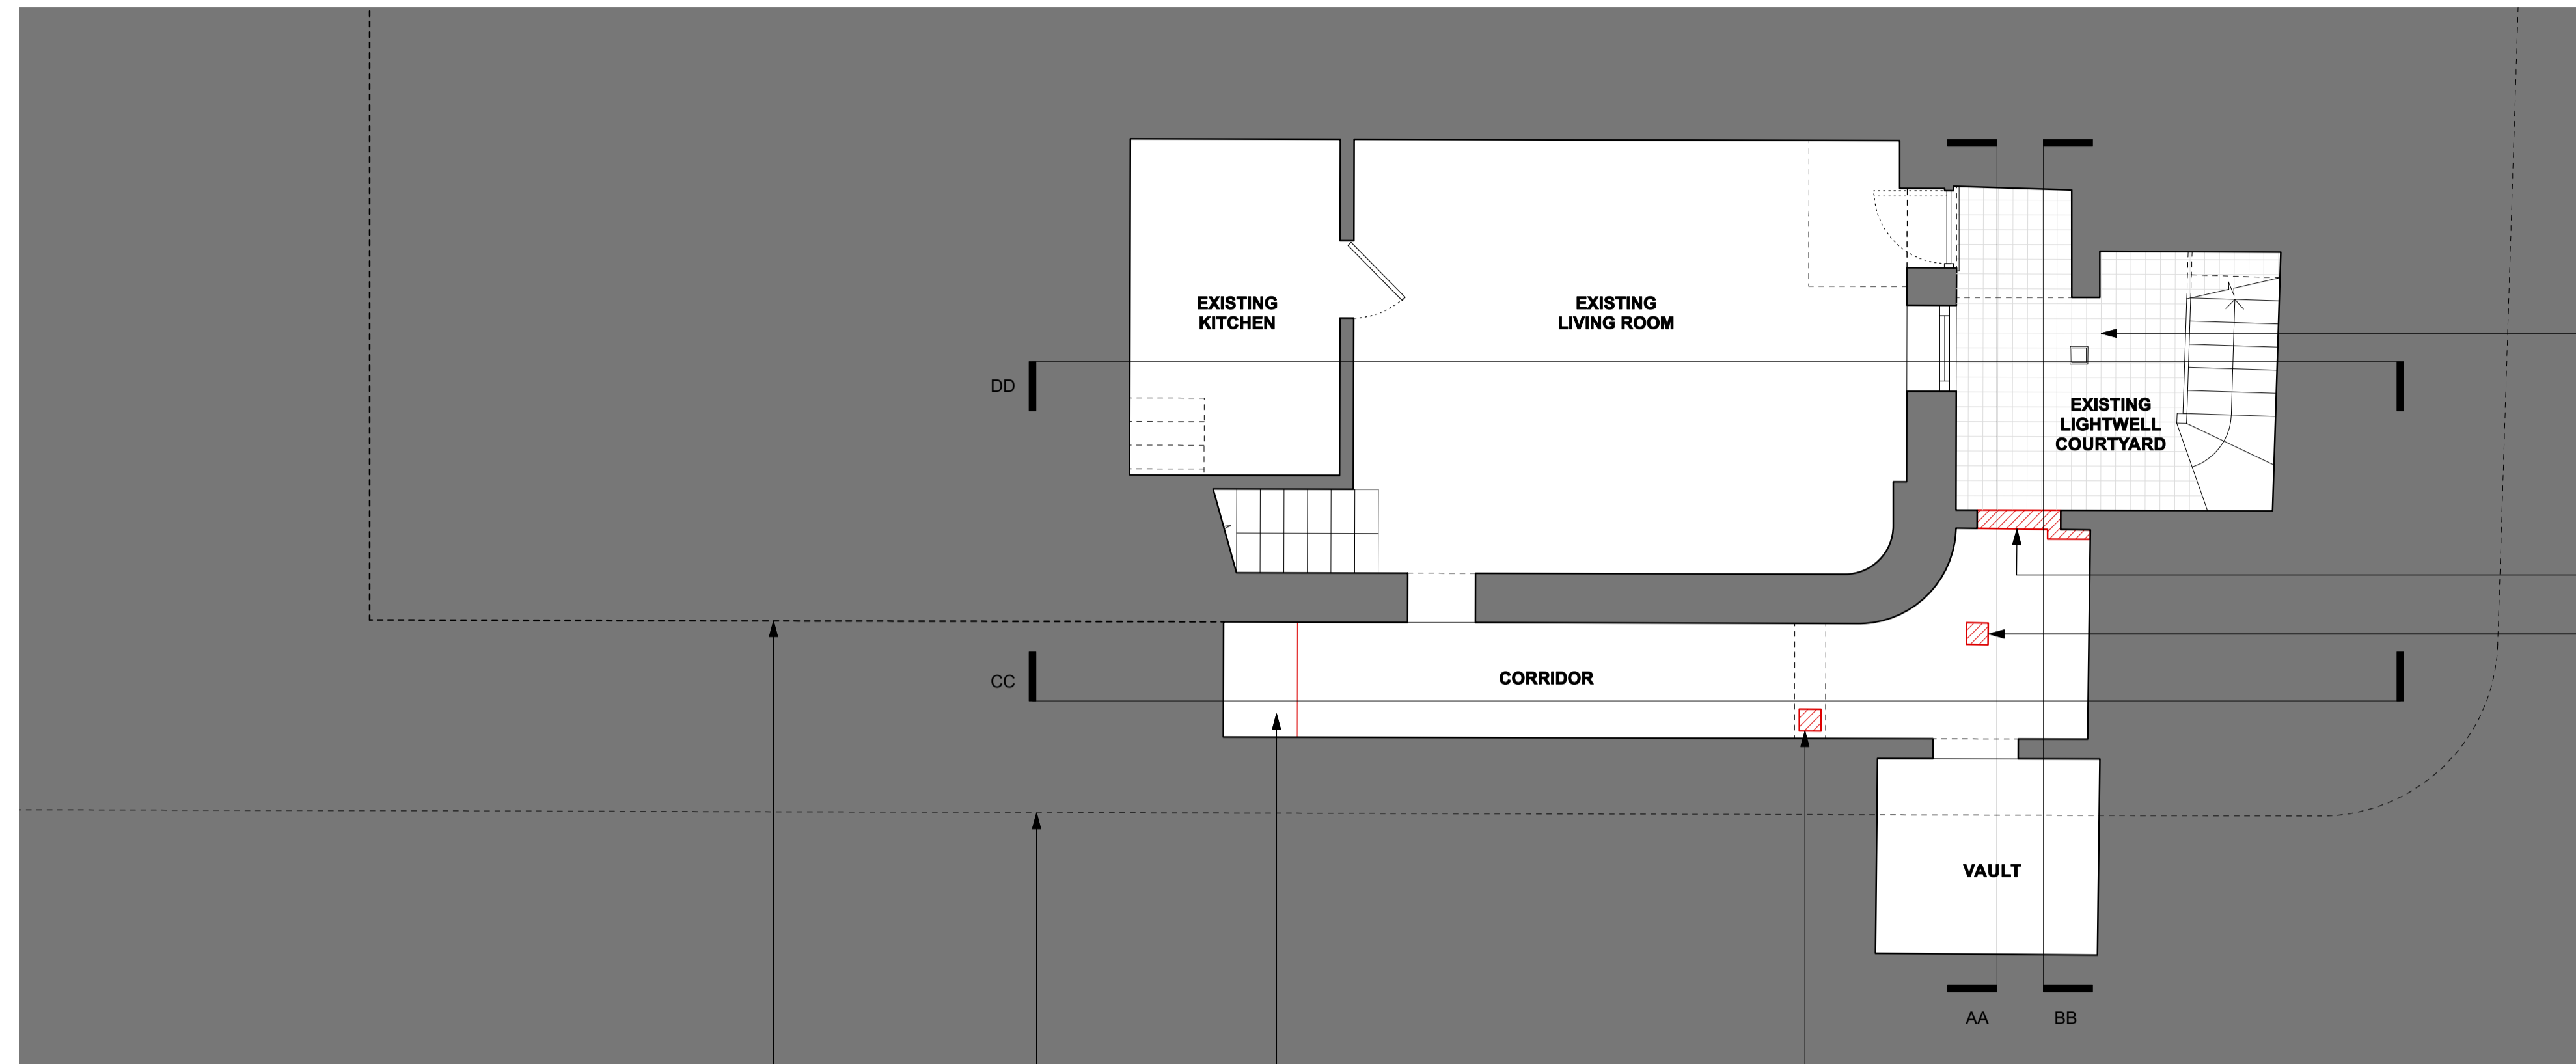 EXISTING
KITCHEN
EXISTING
LIVING ROOM
DD
EXISTING
LIGHTWELL
COURTYARD
CC
CORRIDOR
VAULT
AA
BB